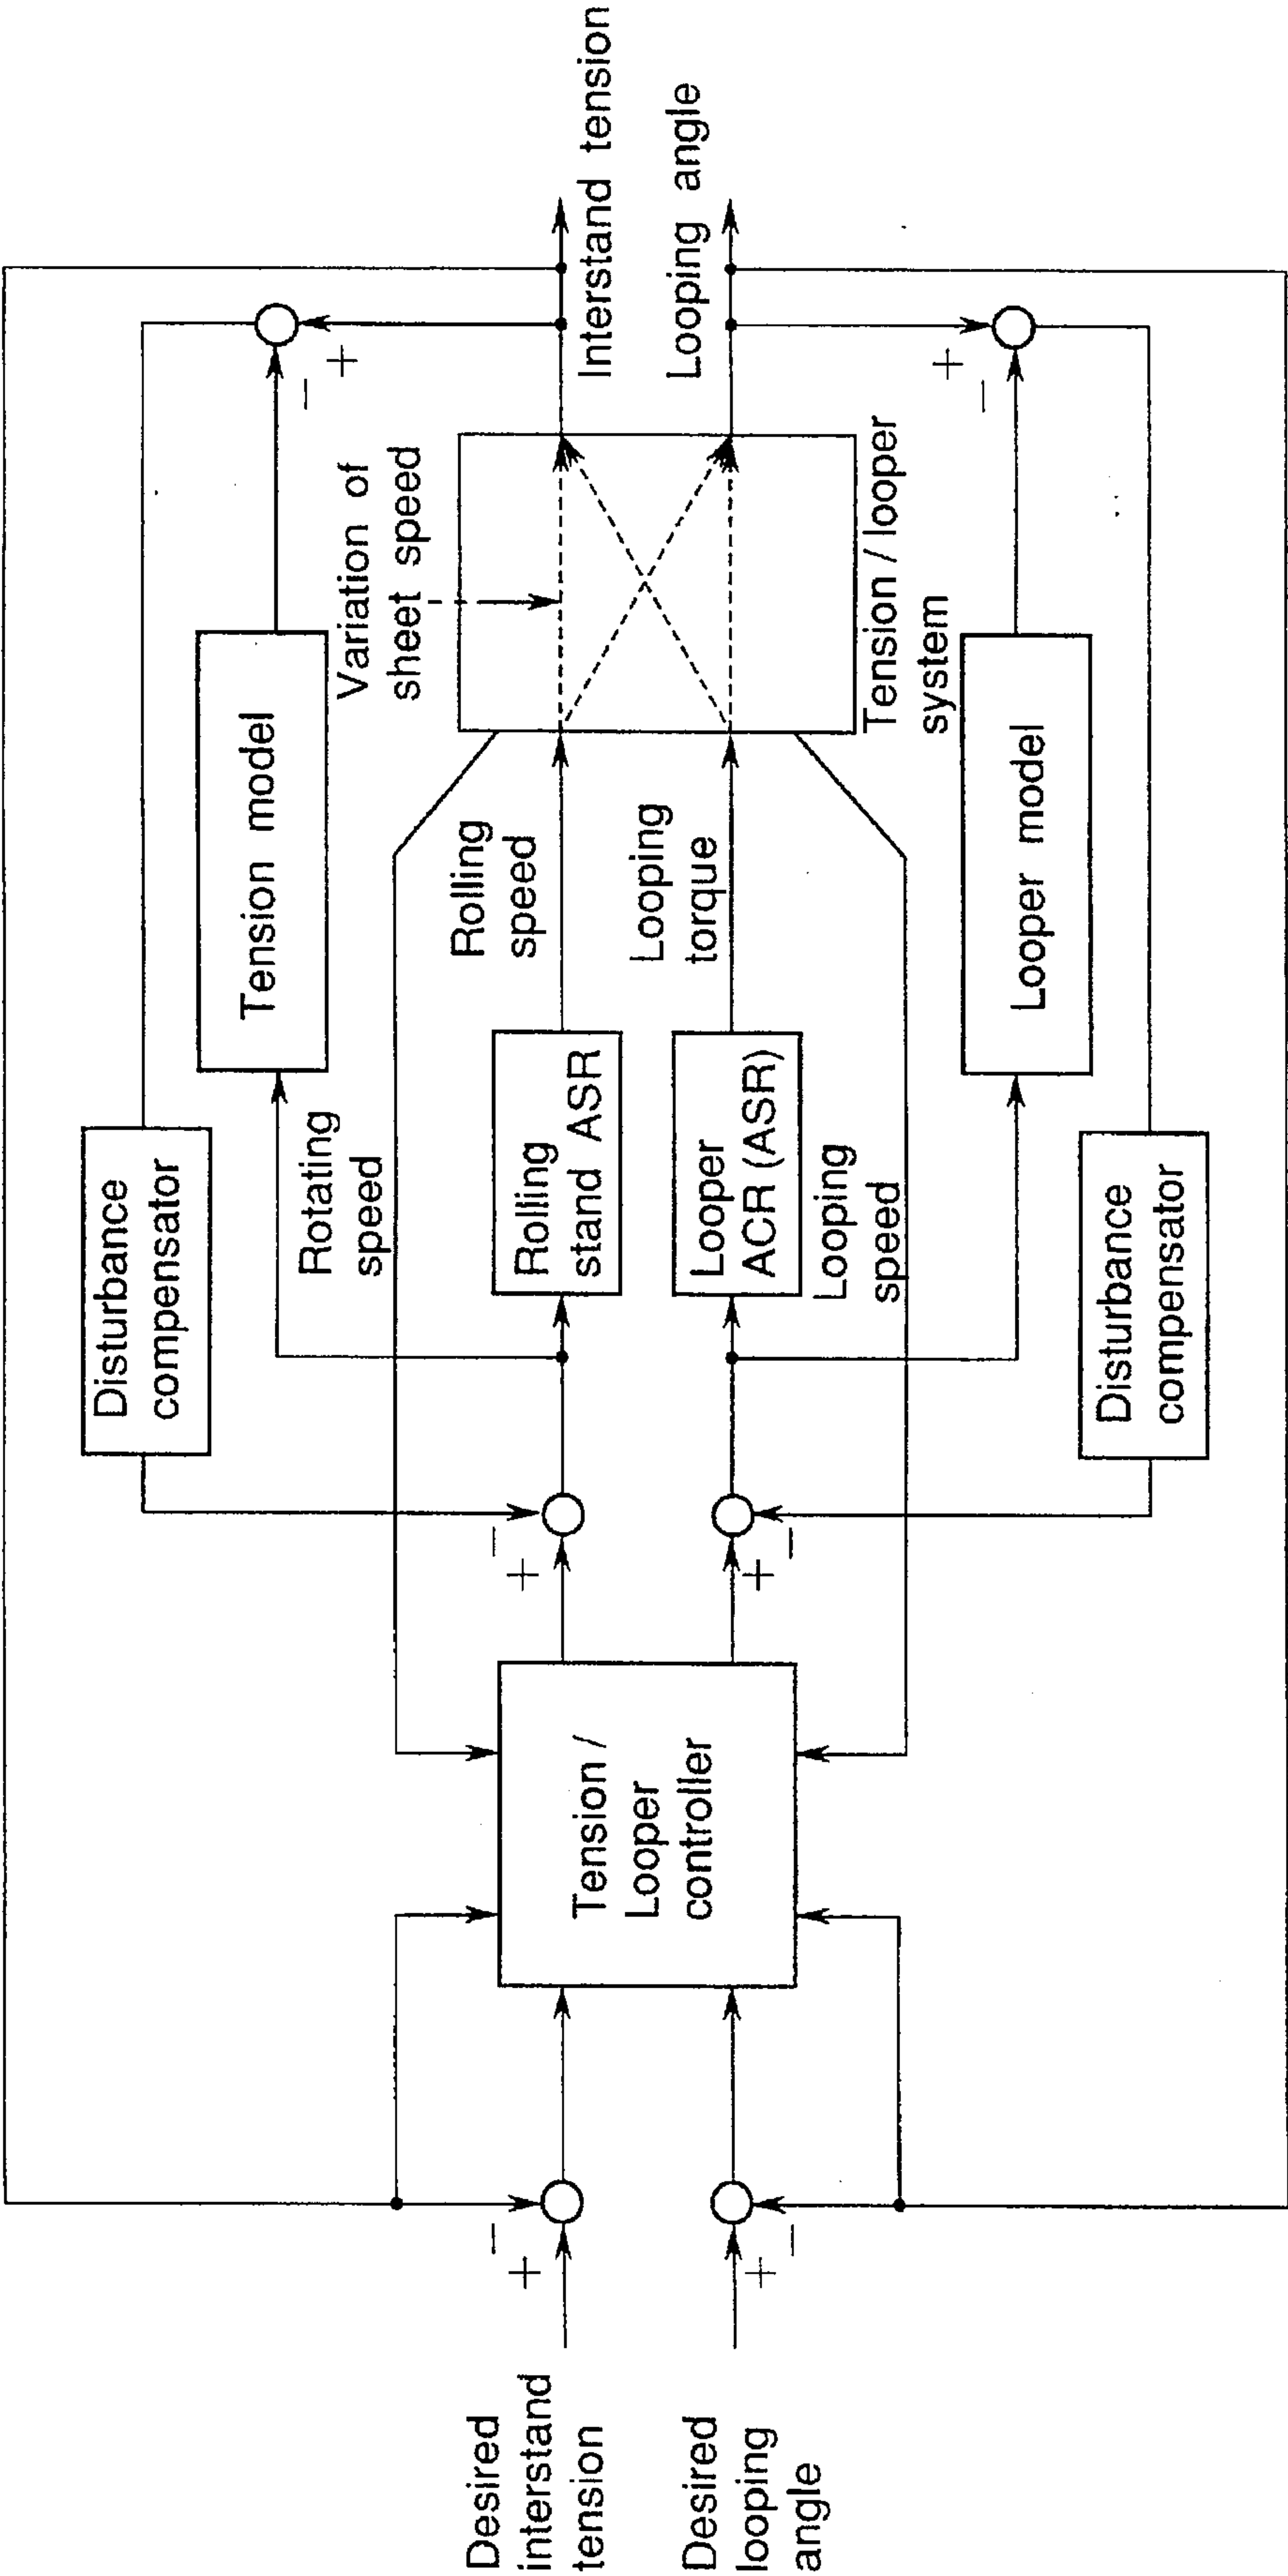 Desired
interstand
tension
Desired
looping
angle
+
−
+
−
Tension /
Looper
controller
+
−
+
−
Disturbance
compensator
Rotating
speed
Rolling
stand ASR
Looper
ACR (ASR)
Looping
speed
Disturbance
compensator
Tension model
Rolling
speed
Looping
torque
Looper model
Variation of
sheet speed
Tension / looper
system
−
+
+
−
Interstand tension
Looping angle